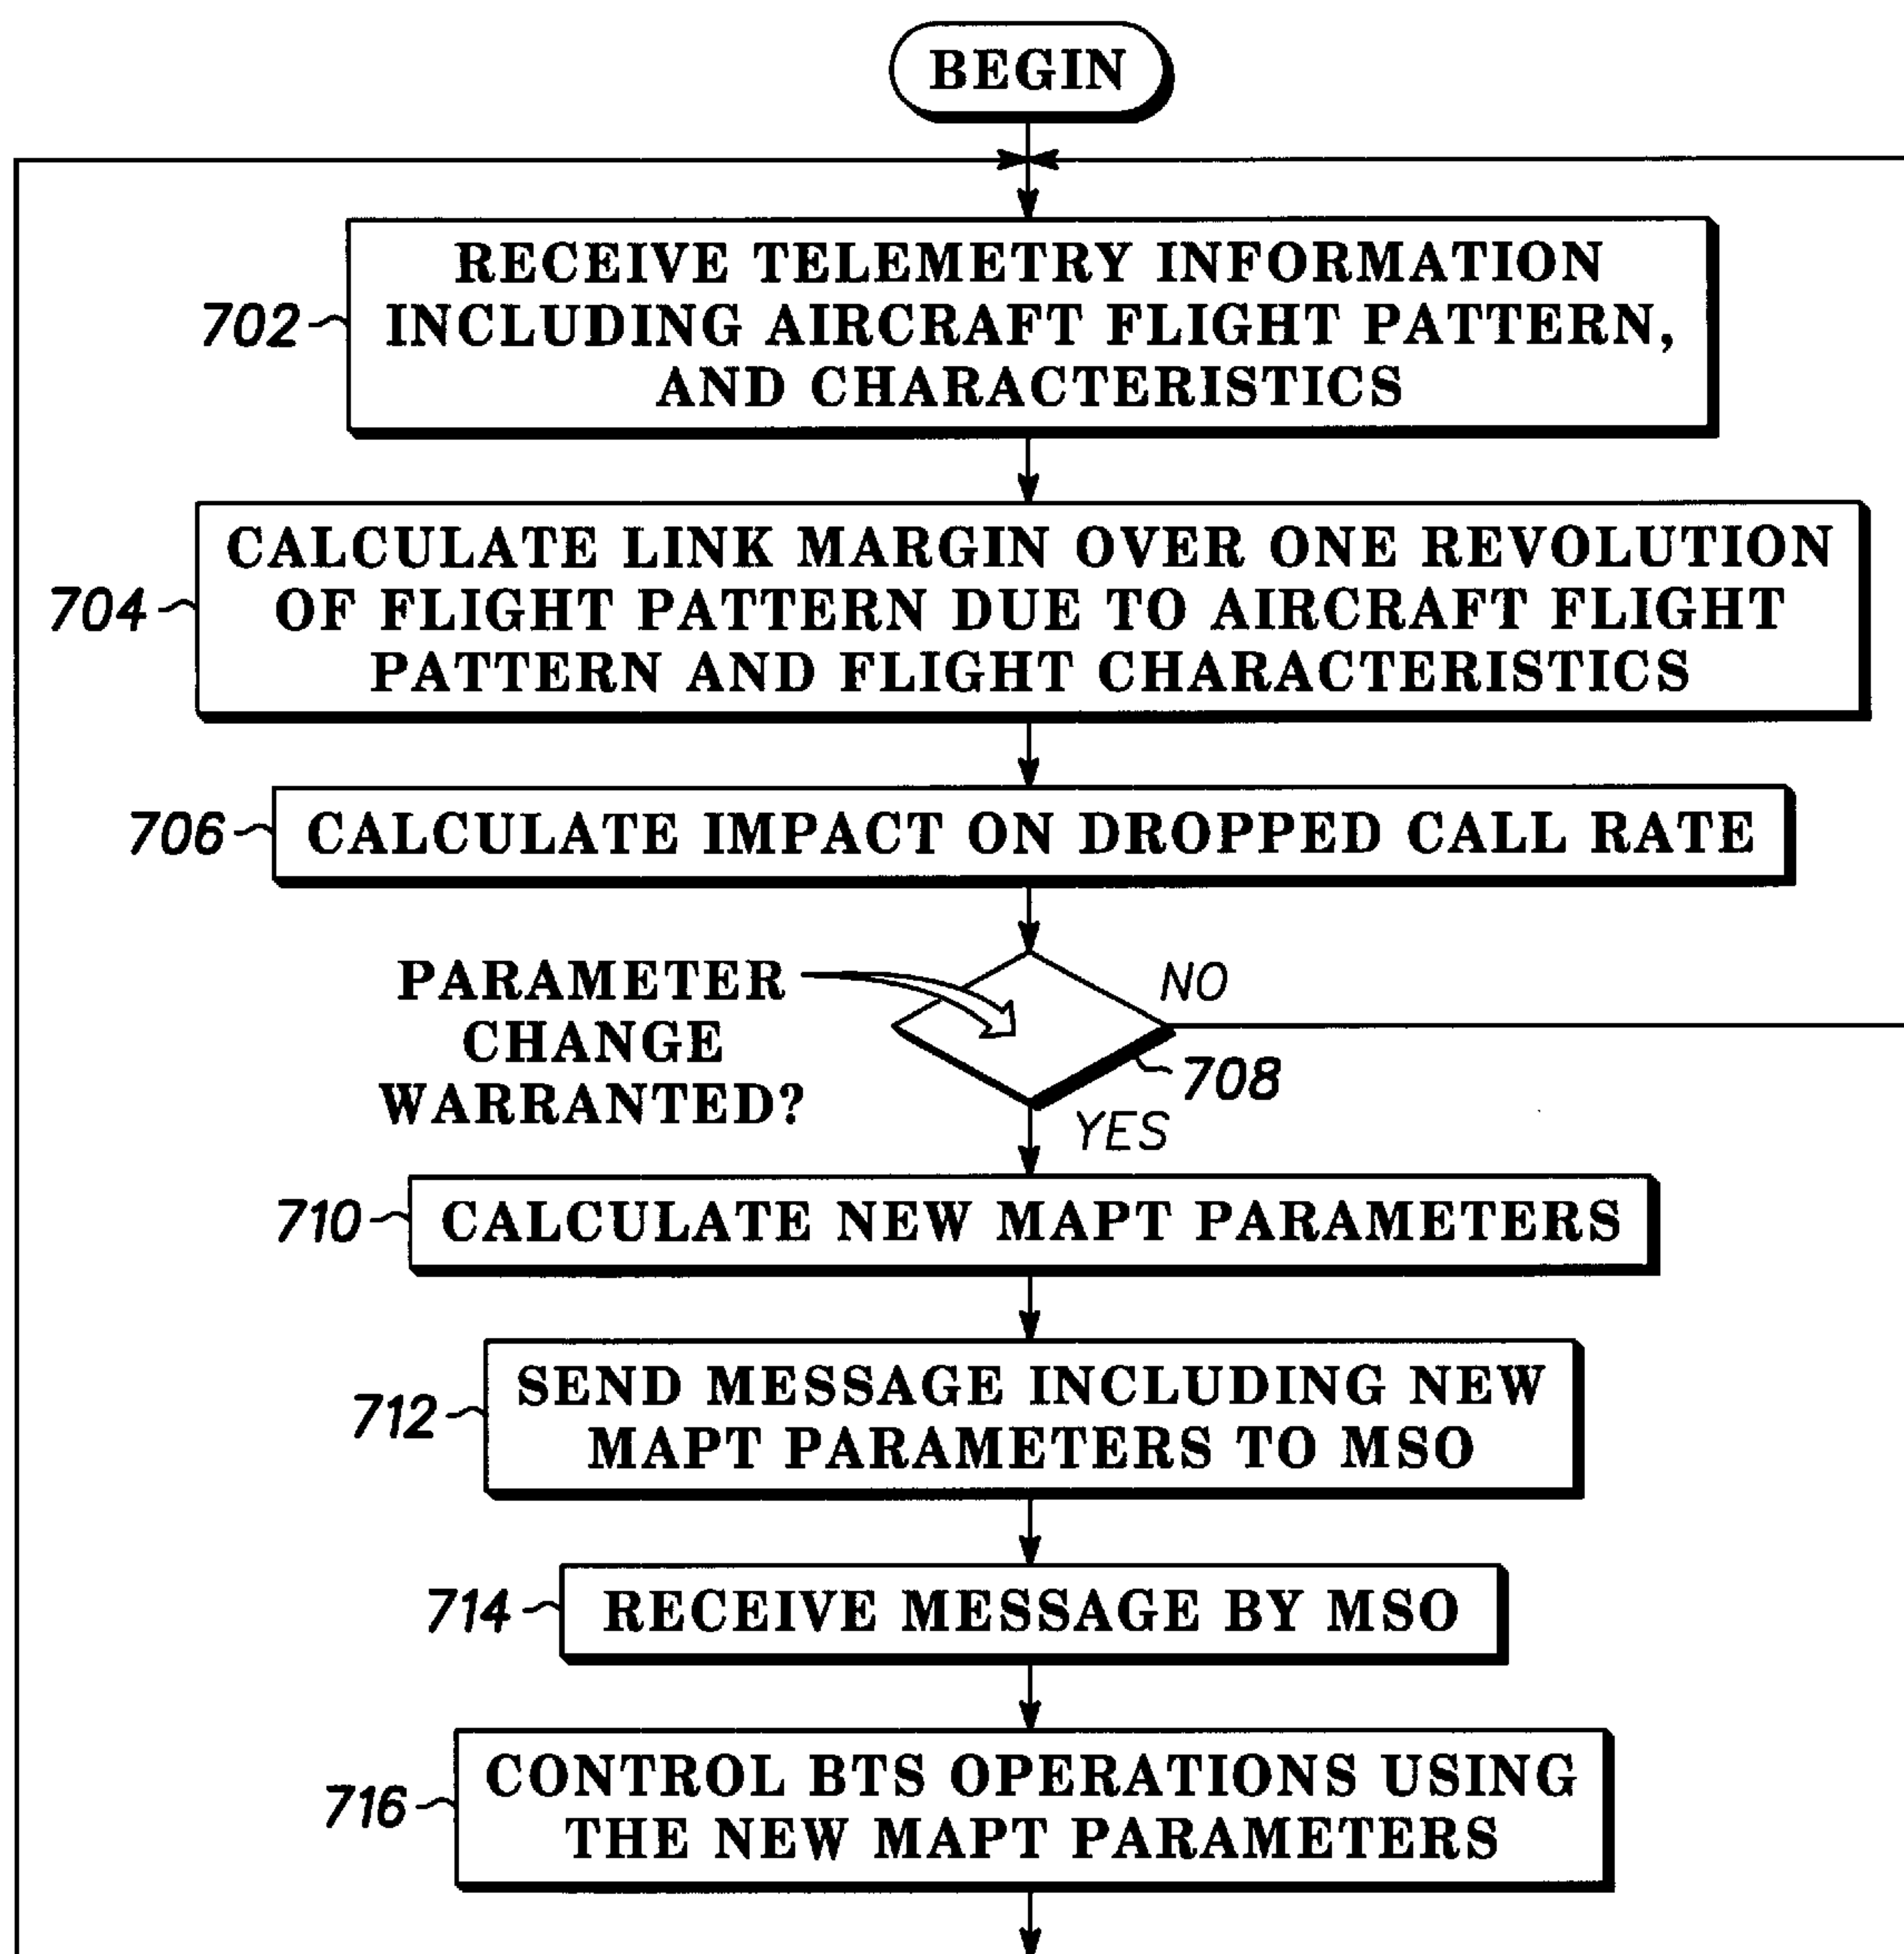 BEGIN
RECEIVE TELEMETRY INFORMATION
INCLUDING AIRCRAFT FLIGHT PATTERN,
AND CHARACTERISTICS
702
CALCULATE LINK MARGIN OVER ONE REVOLUTION
OF FLIGHT PATTERN DUE TO AIRCRAFT FLIGHT
PATTERN AND FLIGHT CHARACTERISTICS
704
706
CALCULATE IMPACT ON DROPPED CALL RATE
PARAMETER
CHANGE
WARRANTED?
NO
708
YES
710
CALCULATE NEW MAPT PARAMETERS
712
SEND MESSAGE INCLUDING NEW
MAPT PARAMETERS TO MSO
714
RECEIVE MESSAGE BY MSO
716
CONTROL BTS OPERATIONS USING
THE NEW MAPT PARAMETERS